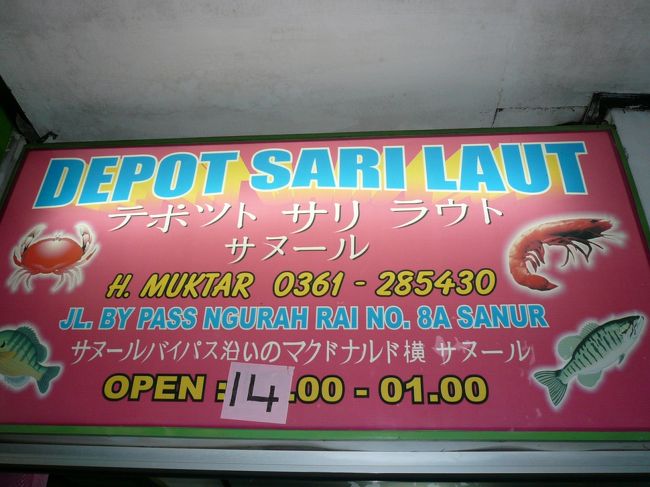 DEPOT SARI LAUT
テポツト サリ ラウト
サヌール
H. MUKTAR 0361 - 285430
JL. BY PASS NGURAH RAI NO. 8A SANUR
サヌールバイパス沿いのマクドナルド横 サヌール
OPEN : 14.00 - 01.00